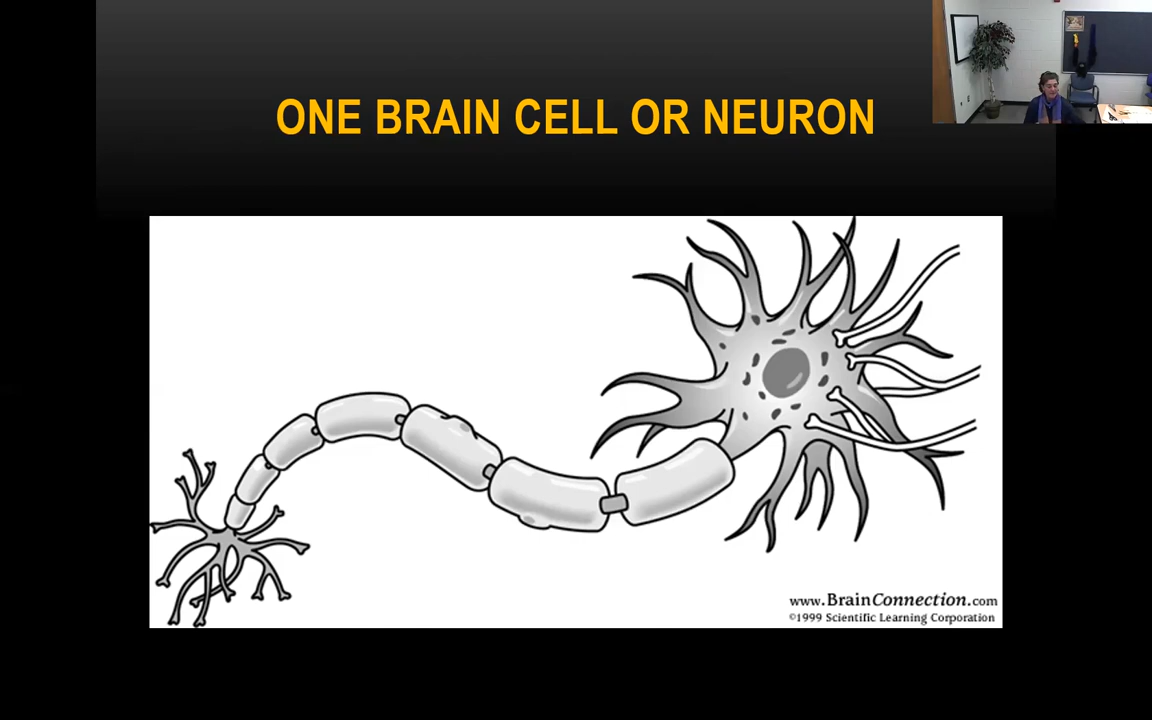 ONE BRAIN CELL OR NEURON
www.BrainConnection.com
©1999 Scientific Learning Corporation